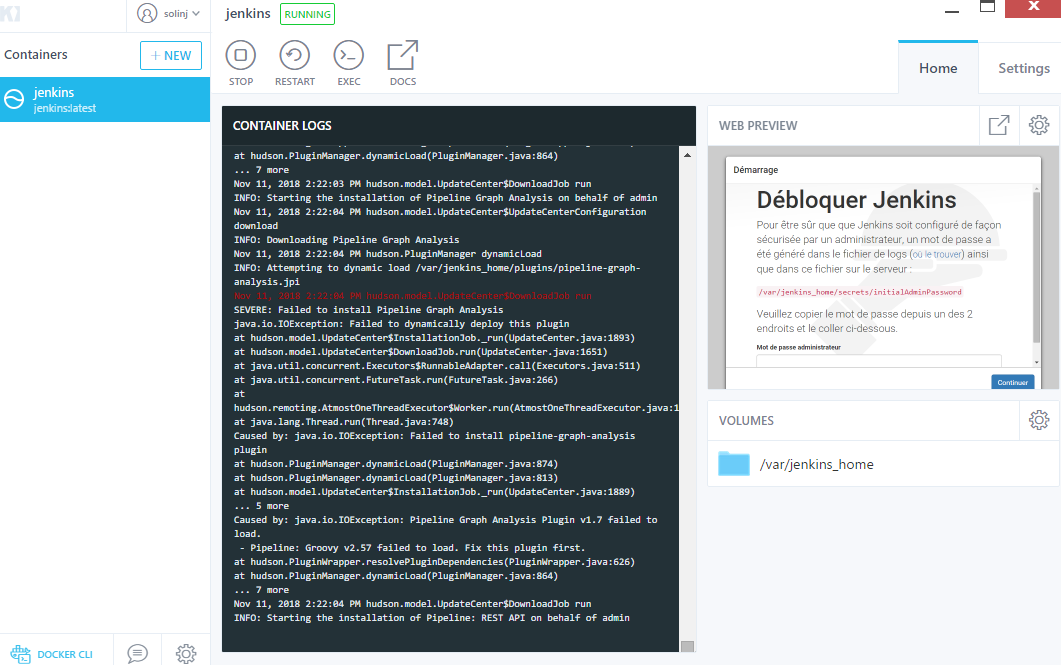 solinj
jenkins RUNNING
Containers
+ NEW
STOP
RESTART
EXEC
DOCS
Home
Settings
jenkins
jenkins:latest
CONTAINER LOGS
at hudson.PluginManager.dynamicLoad(PluginManager.java:864)
... 7 more
Nov 11, 2018 2:22:03 PM hudson.model.UpdateCenter$DownloadJob run
INFO: Starting the installation of Pipeline Graph Analysis on behalf of admin
Nov 11, 2018 2:22:04 PM hudson.model.UpdateCenter$UpdateCenterConfiguration
download
INFO: Downloading Pipeline Graph Analysis
Nov 11, 2018 2:22:04 PM hudson.PluginManager dynamicLoad
INFO: Attempting to dynamic load /var/jenkins_home/plugins/pipeline-graph-
analysis.jpi
Nov 11, 2018 2:22:04 PM hudson.model.UpdateCenter$DownloadJob run
SEVERE: Failed to install Pipeline Graph Analysis
java.io.IOException: Failed to dynamically deploy this plugin
at hudson.model.UpdateCenter$InstallationJob._run(UpdateCenter.java:1893)
at hudson.model.UpdateCenter$DownloadJob.run(UpdateCenter.java:1651)
at java.util.concurrent.Executors$RunnableAdapter.call(Executors.java:511)
at java.util.concurrent.FutureTask.run(FutureTask.java:266)
at
hudson.remoting.AtmostOneThreadExecutor$Worker.run(AtmostOneThreadExecutor.java:1
at java.lang.Thread.run(Thread.java:748)
Caused by: java.io.IOException: Failed to install pipeline-graph-analysis
plugin
at hudson.PluginManager.dynamicLoad(PluginManager.java:874)
at hudson.PluginManager.dynamicLoad(PluginManager.java:813)
at hudson.model.UpdateCenter$InstallationJob._run(UpdateCenter.java:1889)
... 5 more
Caused by: java.io.IOException: Pipeline Graph Analysis Plugin v1.7 failed to
load.
- Pipeline: Groovy v2.57 failed to load. Fix this plugin first.
at hudson.PluginWrapper.resolvePluginDependencies(PluginWrapper.java:626)
at hudson.PluginManager.dynamicLoad(PluginManager.java:864)
... 7 more
Nov 11, 2018 2:22:04 PM hudson.model.UpdateCenter$DownloadJob run
INFO: Starting the installation of Pipeline: REST API on behalf of admin
WEB PREVIEW
Démarrage
Débloquer Jenkins
Pour être sûr que que Jenkins soit configuré de façon
sécurisée par un administrateur, un mot de passe a
été généré dans le fichier de logs (où le trouver) ainsi
que dans ce fichier sur le serveur :
/var/jenkins_home/secrets/initialAdminPassword
Veuillez copier le mot de passe depuis un des 2
endroits et le coller ci-dessous.
Mot de passe administrateur
Continuer
VOLUMES
/var/jenkins_home
DOCKER CLI